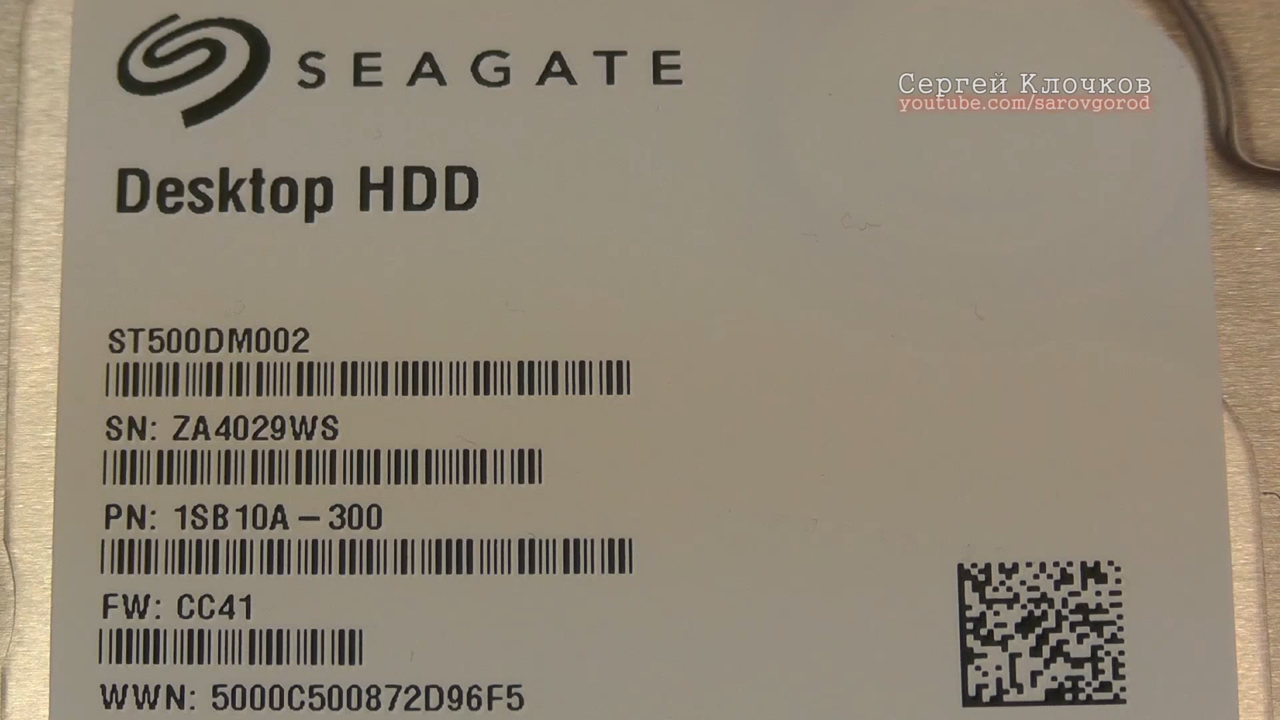 SEAGATE
Сергей Клочков
youtube.com/sarovgorod
Desktop HDD
ST500DM002
SN: ZA4029WS
PN: 1SB10A-300
FW: CC41
WWN: 5000C500872D96F5